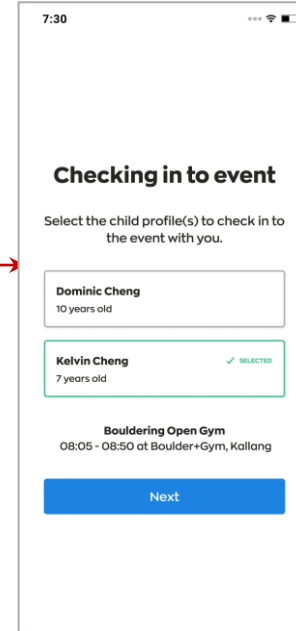 7:30
Checking in to event
Select the child profile(s) to check in to
the event with you.
Dominic Cheng
10 years old
Kelvin Cheng
✓ SELECTED
7 years old
Bouldering Open Gym
08:05 - 08:50 at Boulder+Gym, Kallang
Next